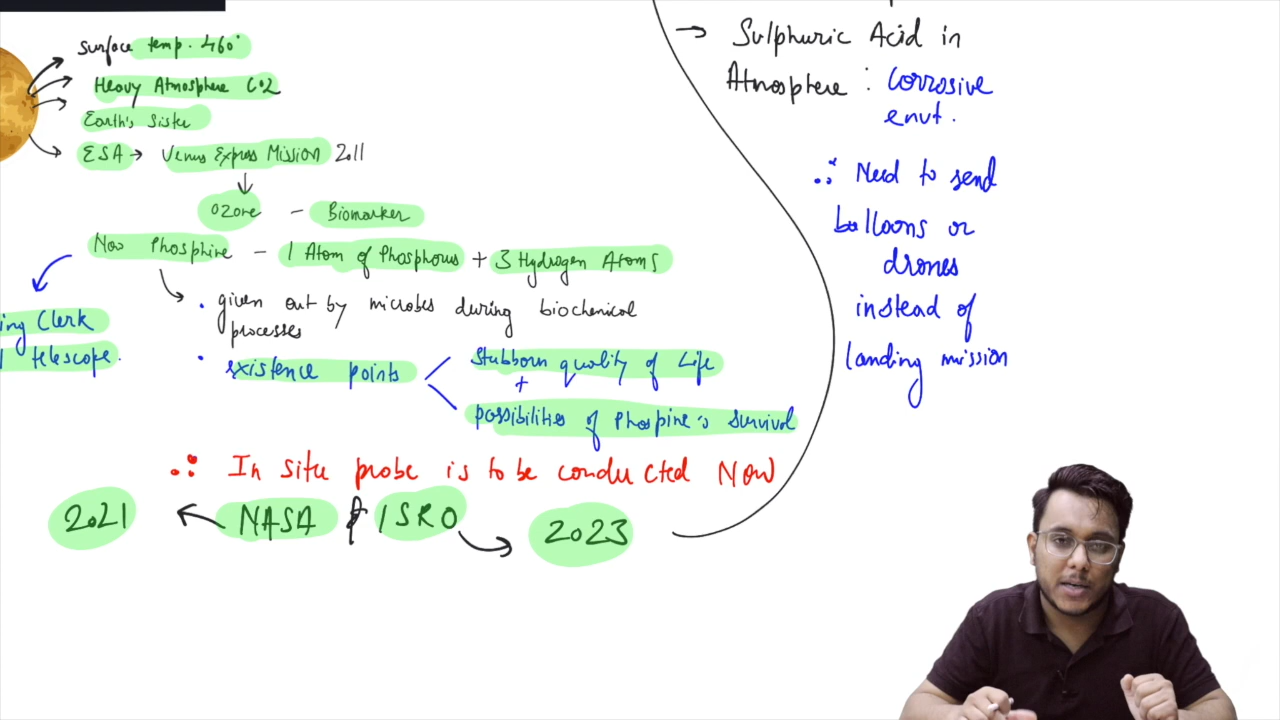 surface temp. 460°
Heavy Atmosphere CO2
Earth's Sister
ESA → Venus Express Mission 2011
Ozone – Biomarker
Now Phosphine – 1 Atom of Phosphorus + 3 Hydrogen Atoms
• given out by microbes during biochemical
processes
ing Clerk
telescope.
• existence points
Stubborn quality of Life
+
possibilities of Phospine's survival
∴ In site probe is to be conducted Now
2021 ← NASA & ISRO → 2023
→ Sulphuric Acid in
Atmosphere : Corrosive
envt.
∴ Need to send
balloons or
drones
instead of
landing mission